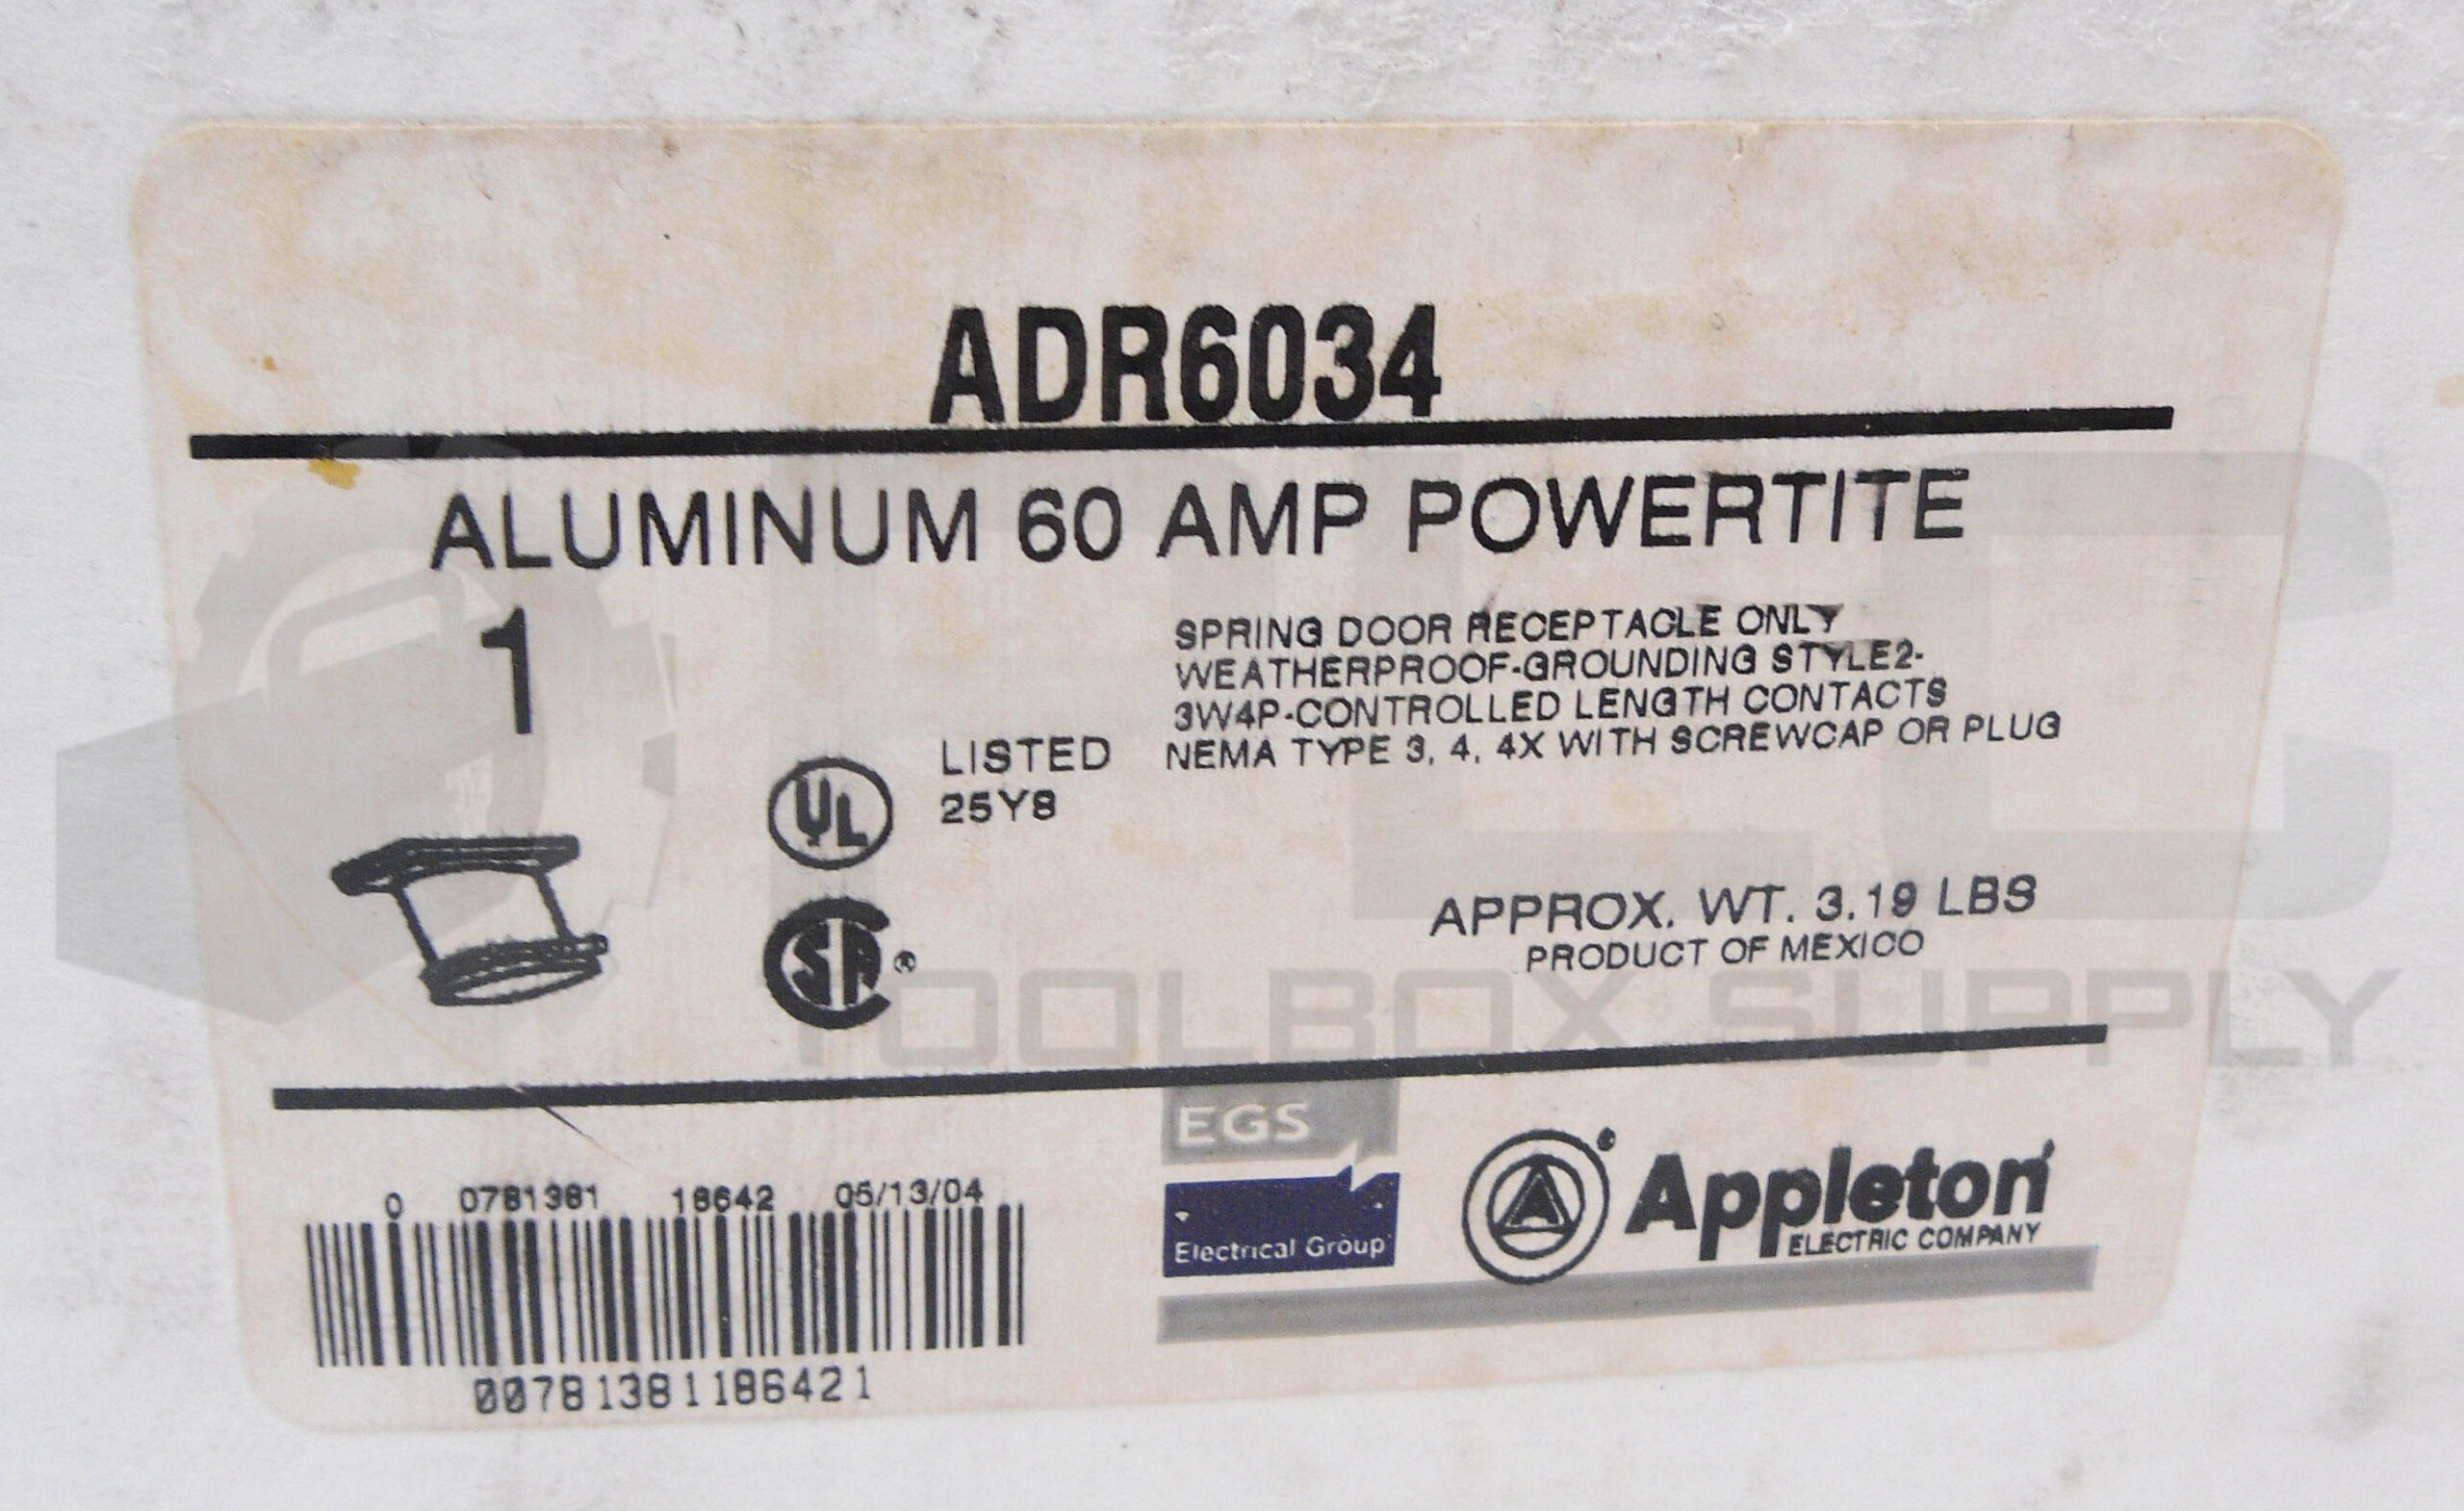 ADR6034
ALUMINUM 60 AMP POWERTITE
1
SPRING DOOR RECEPTACLE ONLY
WEATHERPROOF-GROUNDING STYLE2-
3W4P-CONTROLLED LENGTH CONTACTS
NEMA TYPE 3, 4, 4X WITH SCREWCAP OR PLUG
UL
LISTED
25Y8
SA®
APPROX. WT. 3.19 LBS
PRODUCT OF MEXICO
TOOLBOX SUPPLY
0 0781381 18642 05/13/04
00781381186421
EGS
Electrical Group
Appleton
ELECTRIC COMPANY